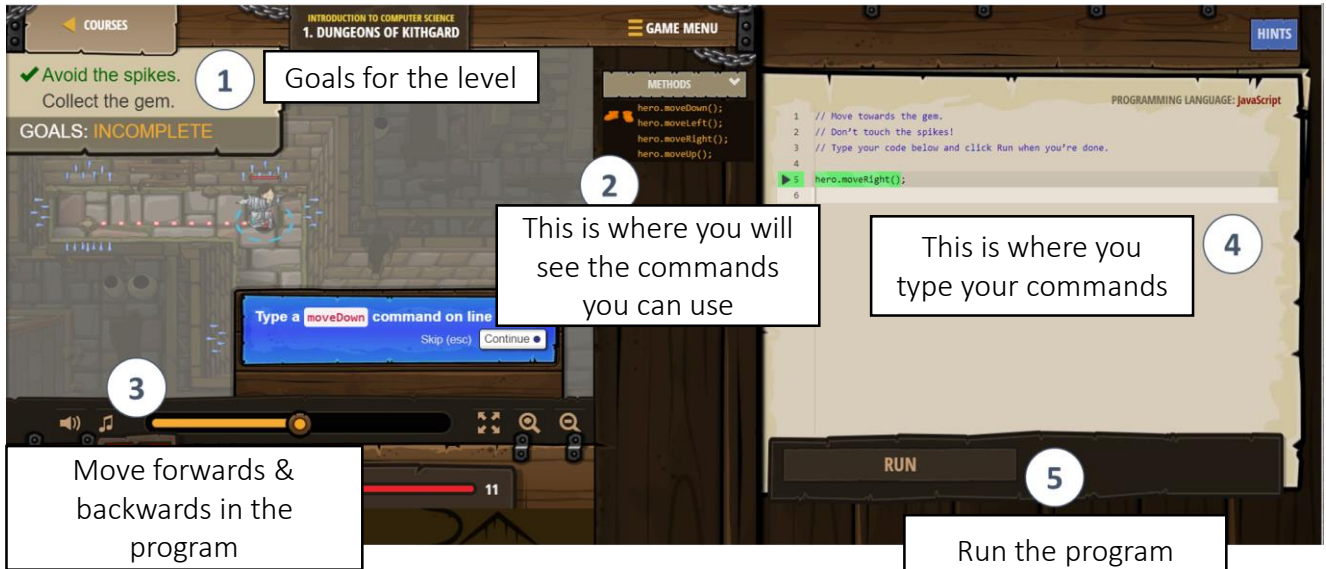 COURSES
INTRODUCTION TO COMPUTER SCIENCE
1. DUNGEONS OF KITHGARD
GAME MENU
HINTS
Avoid the spikes.
Collect the gem.
GOALS: INCOMPLETE
1
Goals for the level
METHODS
hero.moveDown();
hero.moveLeft();
hero.moveRight();
hero.moveUp();
2
This is where you will
see the commands
you can use
PROGRAMMING LANGUAGE: JavaScript
1 // Move towards the gem.
2 // Don't touch the spikes!
3 // Type your code below and click Run when you're done.
4
5 hero.moveRight();
6
This is where you
type your commands
4
Type a moveDown command on line
Skip (esc) Continue
3
Move forwards &
backwards in the
program
11
RUN
5
Run the program